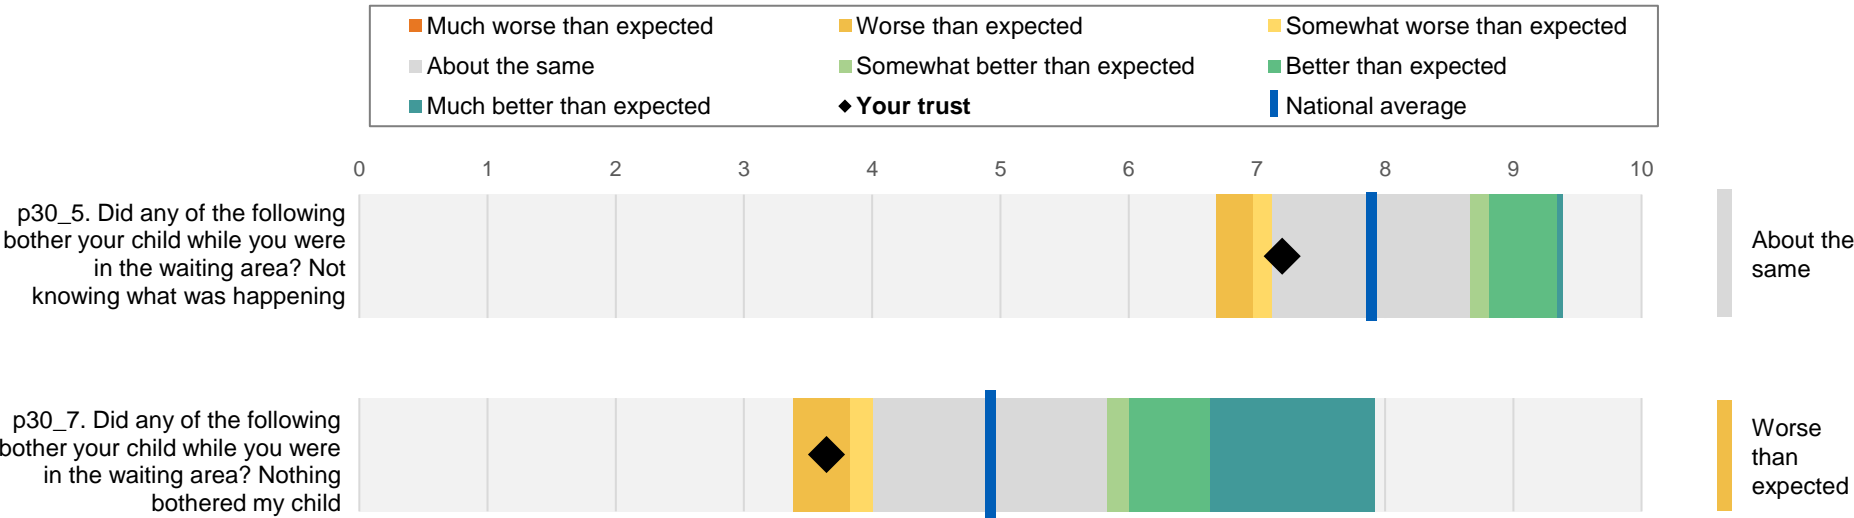 Much worse than expected
Worse than expected
Somewhat worse than expected
About the same
Somewhat better than expected
Better than expected
Much better than expected
Your trust
National average
0 1 2 3 4 5 6 7 8 9 10
p30_5. Did any of the following
bother your child while you were
in the waiting area? Not
knowing what was happening
About the
same
p30_7. Did any of the following
bother your child while you were
in the waiting area? Nothing
bothered my child
Worse
than
expected